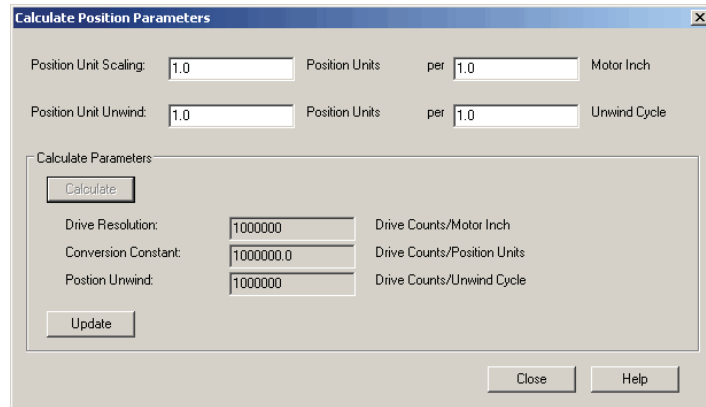 Calculate Position Parameters
Position Unit Scaling: 1.0 Position Units per 1.0 Motor Inch
Position Unit Unwind: 1.0 Position Units per 1.0 Unwind Cycle
Calculate Parameters
Calculate
Drive Resolution: 1000000 Drive Counts/Motor Inch
Conversion Constant: 1000000.0 Drive Counts/Position Units
Postion Unwind: 1000000 Drive Counts/Unwind Cycle
Update
Close Help